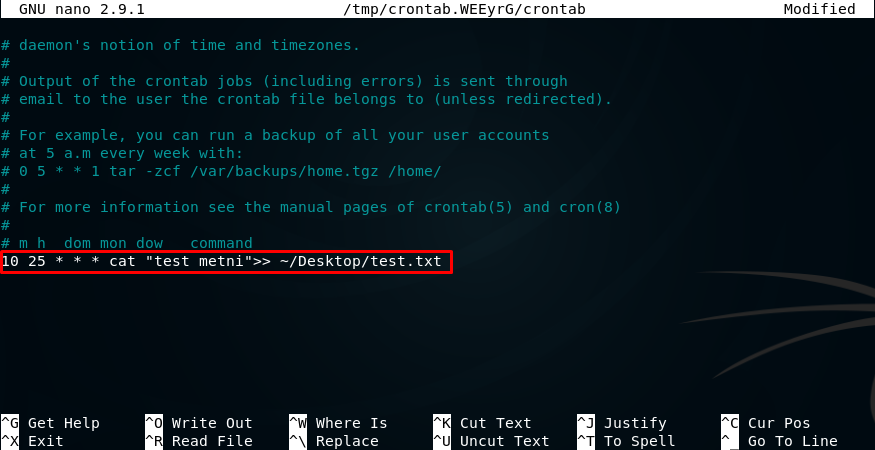 GNU nano 2.9.1 /tmp/crontab.WEEyrG/crontab Modified
# daemon's notion of time and timezones.
#
# Output of the crontab jobs (including errors) is sent through
# email to the user the crontab file belongs to (unless redirected).
#
# For example, you can run a backup of all your user accounts
# at 5 a.m every week with:
# 0 5 * * 1 tar -zcf /var/backups/home.tgz /home/
#
# For more information see the manual pages of crontab(5) and cron(8)
#
# m h  dom mon dow   command
10 25 * * * cat "test metni">> ~/Desktop/test.txt
^G Get Help ^O Write Out ^W Where Is ^K Cut Text ^J Justify ^C Cur Pos
^X Exit ^R Read File ^\ Replace ^U Uncut Text ^T To Spell ^_ Go To Line